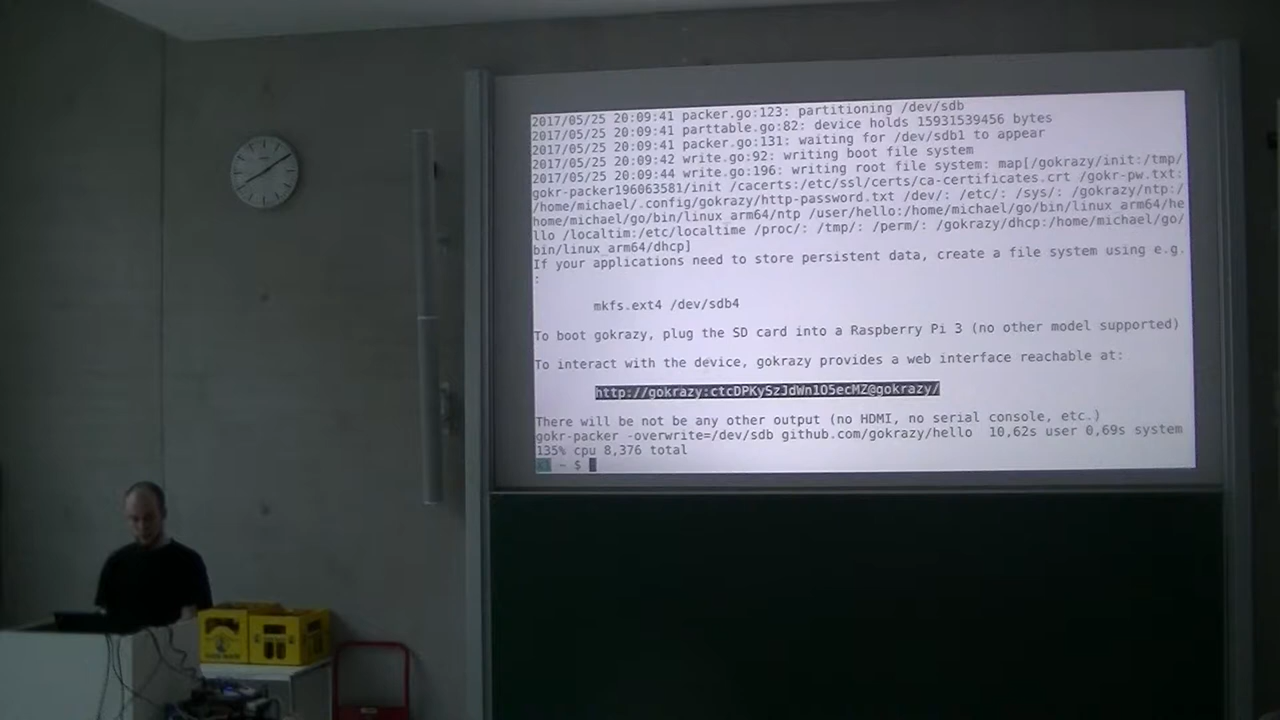 2017/05/25 20:09:41 packer.go:123: partitioning /dev/sdb
2017/05/25 20:09:41 parttable.go:82: device holds 15931539456 bytes
2017/05/25 20:09:41 packer.go:131: waiting for /dev/sdb1 to appear
2017/05/25 20:09:42 write.go:92: writing boot file system
2017/05/25 20:09:44 write.go:196: writing root file system: map[/gokrazy/init:/tmp/
gokr-packer196063581/init /cacerts:/etc/ssl/certs/ca-certificates.crt /gokr-pw.txt:
/home/michael/.config/gokrazy/http-password.txt /dev/: /etc/: /sys/: /gokrazy/ntp:/
home/michael/go/bin/linux_arm64/ntp /user/hello:/home/michael/go/bin/linux_arm64/he
llo /localtim:/etc/localtime /proc/: /tmp/: /perm/: /gokrazy/dhcp:/home/michael/go/
bin/linux_arm64/dhcp]
If your applications need to store persistent data, create a file system using e.g.
:
mkfs.ext4 /dev/sdb4
To boot gokrazy, plug the SD card into a Raspberry Pi 3 (no other model supported)
To interact with the device, gokrazy provides a web interface reachable at:
http://gokrazy:ctcDPKySzJdWn1O5ecMZ@gokrazy/
There will be not be any other output (no HDMI, no serial console, etc.)
gokr-packer -overwrite=/dev/sdb github.com/gokrazy/hello 10,62s user 0,69s system
135% cpu 8,376 total
~ $